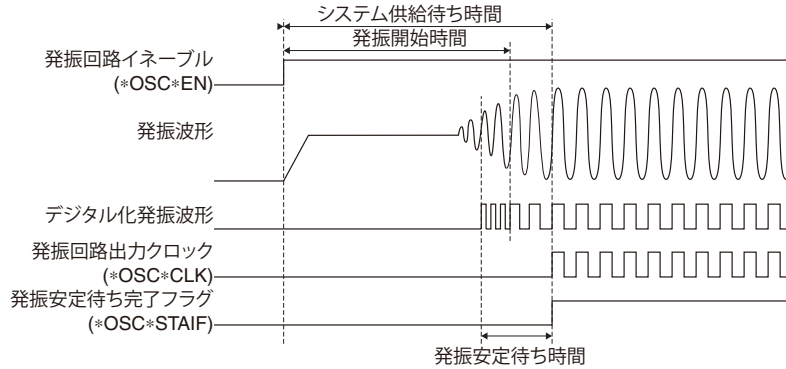 システム供給待ち時間
発振開始時間
発振回路イネーブル
(*OSC*EN)
発振波形
デジタル化発振波形
発振回路出力クロック
(*OSC*CLK)
発振安定待ち完了フラグ
(*OSC*STAIF)
発振安定待ち時間